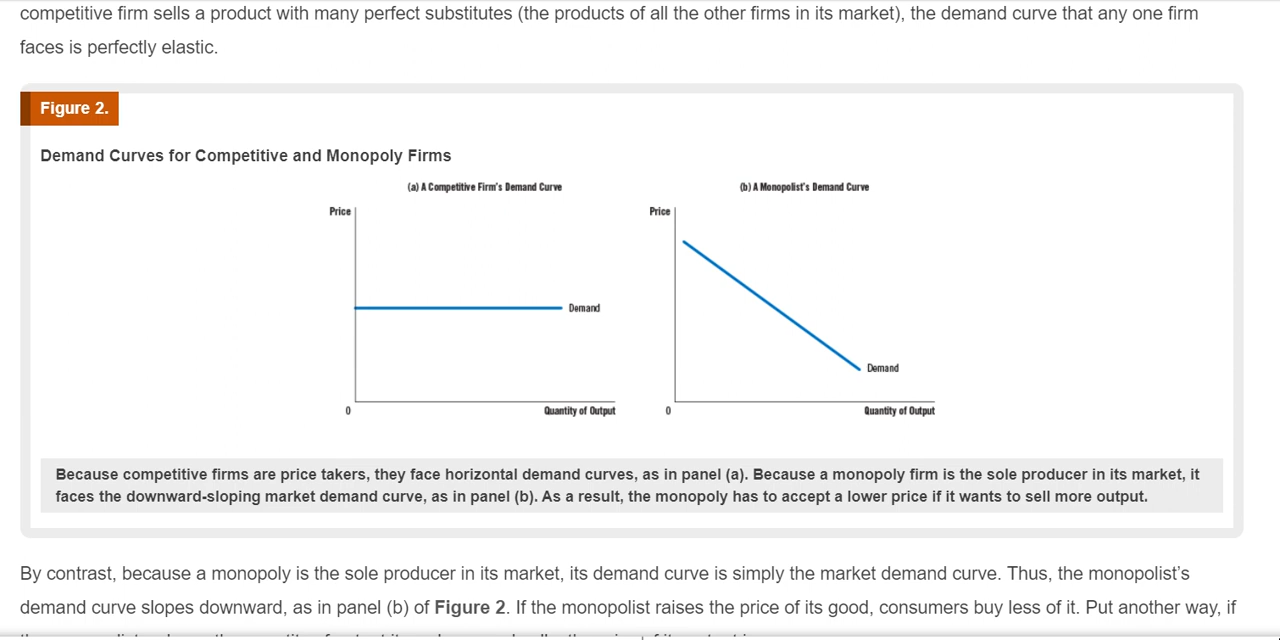 competitive firm sells a product with many perfect substitutes (the products of all the other firms in its market), the demand curve that any one firm
faces is perfectly elastic.
Figure 2.
Demand Curves for Competitive and Monopoly Firms
(a) A Competitive Firm's Demand Curve
Price
Demand
0
Quantity of Output
(b) A Monopolist's Demand Curve
Price
Demand
0
Quantity of Output
Because competitive firms are price takers, they face horizontal demand curves, as in panel (a). Because a monopoly firm is the sole producer in its market, it
faces the downward-sloping market demand curve, as in panel (b). As a result, the monopoly has to accept a lower price if it wants to sell more output.
By contrast, because a monopoly is the sole producer in its market, its demand curve is simply the market demand curve. Thus, the monopolist’s
demand curve slopes downward, as in panel (b) of Figure 2. If the monopolist raises the price of its good, consumers buy less of it. Put another way, if